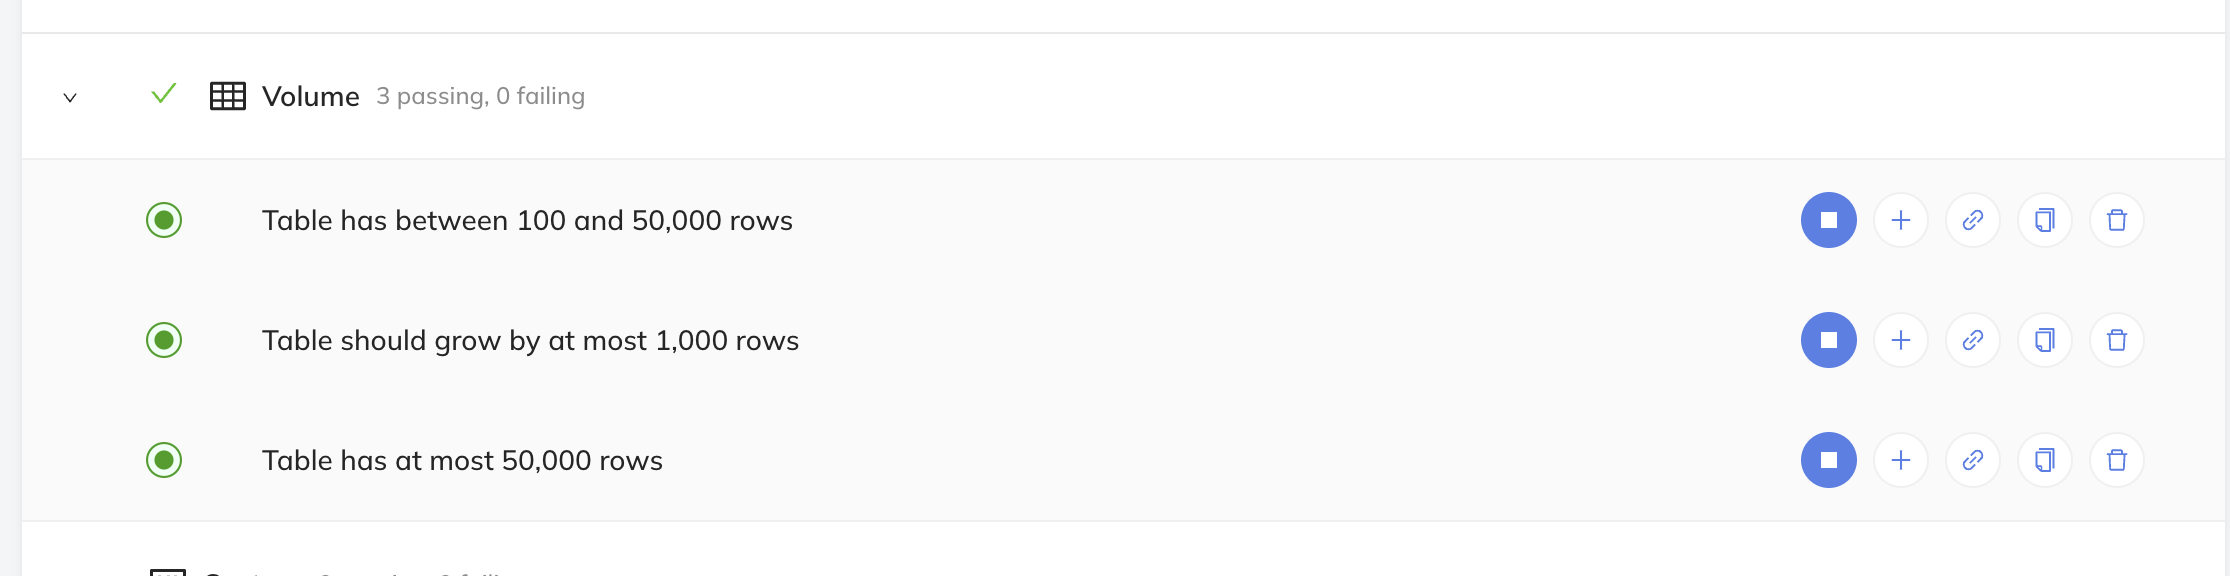 Volume 3 passing, 0 failing
Table has between 100 and 50,000 rows
Table should grow by at most 1,000 rows
Table has at most 50,000 rows